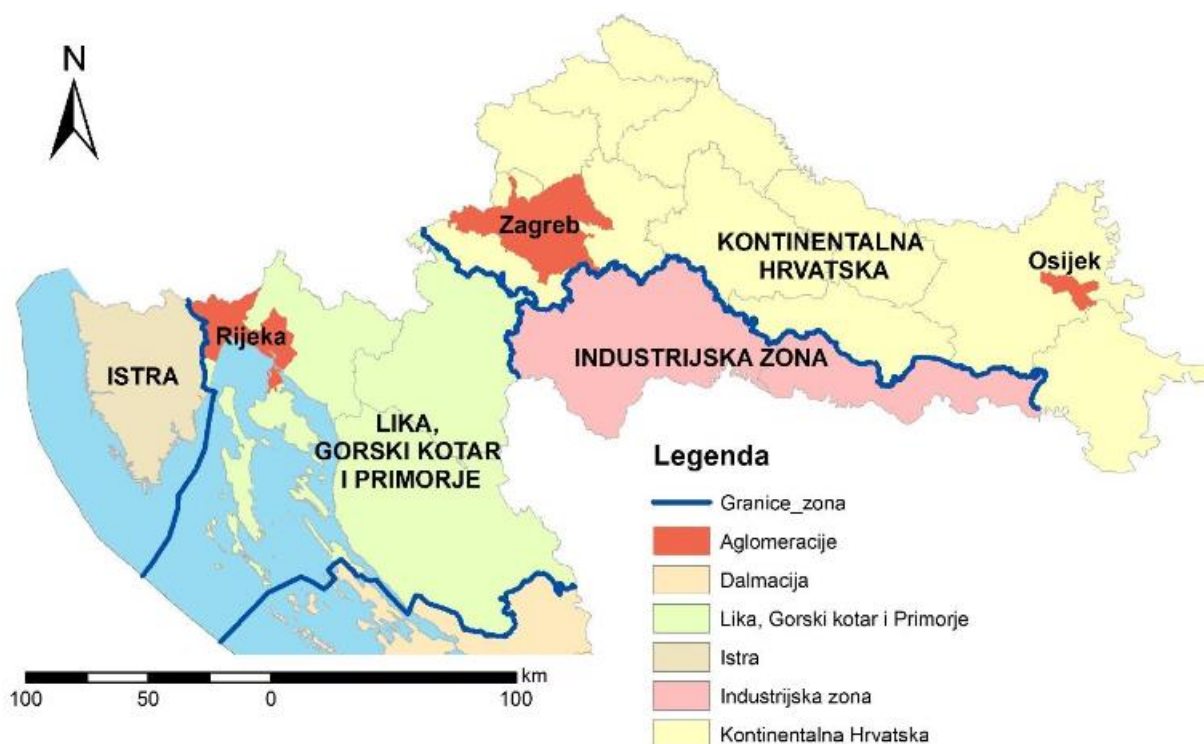 N
Zagreb
KONTINENTALNA
HRVATSKA
Osijek
Rijeka
ISTRA
INDUSTRIJSKA ZONA
LIKA,
GORSKI KOTAR
I PRIMORJE
Legenda
Granice_zona
Aglomeracije
Dalmacija
Lika, Gorski kotar i Primorje
Istra
Industrijska zona
Kontinentalna Hrvatska
km
100 50 0 100